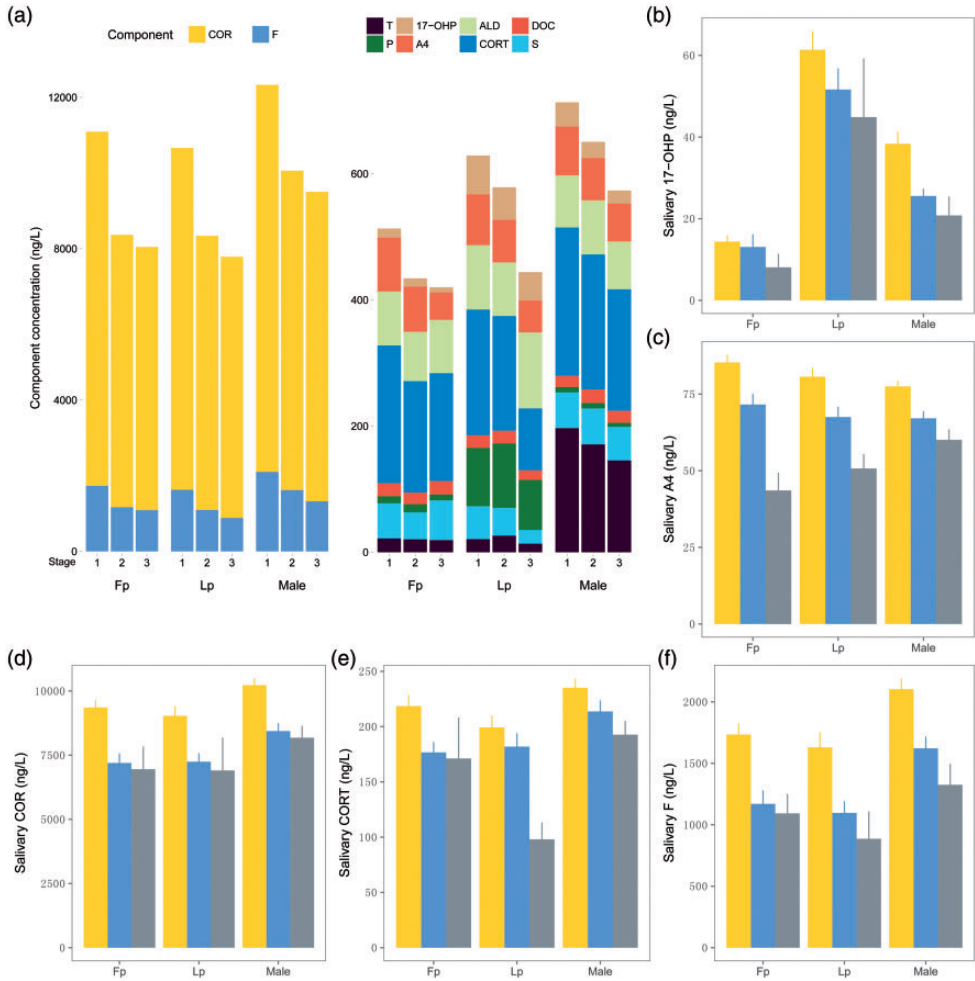 (a)
Component
COR
F
T
17−OHP
ALD
DOC
P
A4
CORT
S
Component concentration (ng/L)
12000
8000
4000
0
Stage
1 2 3 1 2 3 1 2 3
Fp Lp Male
600
400
200
0
1 2 3 1 2 3 1 2 3
Fp Lp Male
(b)
Salivary 17−OHP (ng/L)
60
40
20
0
Fp Lp Male
(c)
Salivary A4 (ng/L)
75
50
25
0
Fp Lp Male
(d)
Salivary COR (ng/L)
10000
7500
5000
2500
0
Fp Lp Male
(e)
Salivary CORT (ng/L)
250
200
150
100
50
0
Fp Lp Male
(f)
Salivary F (ng/L)
2000
1500
1000
500
0
Fp Lp Male